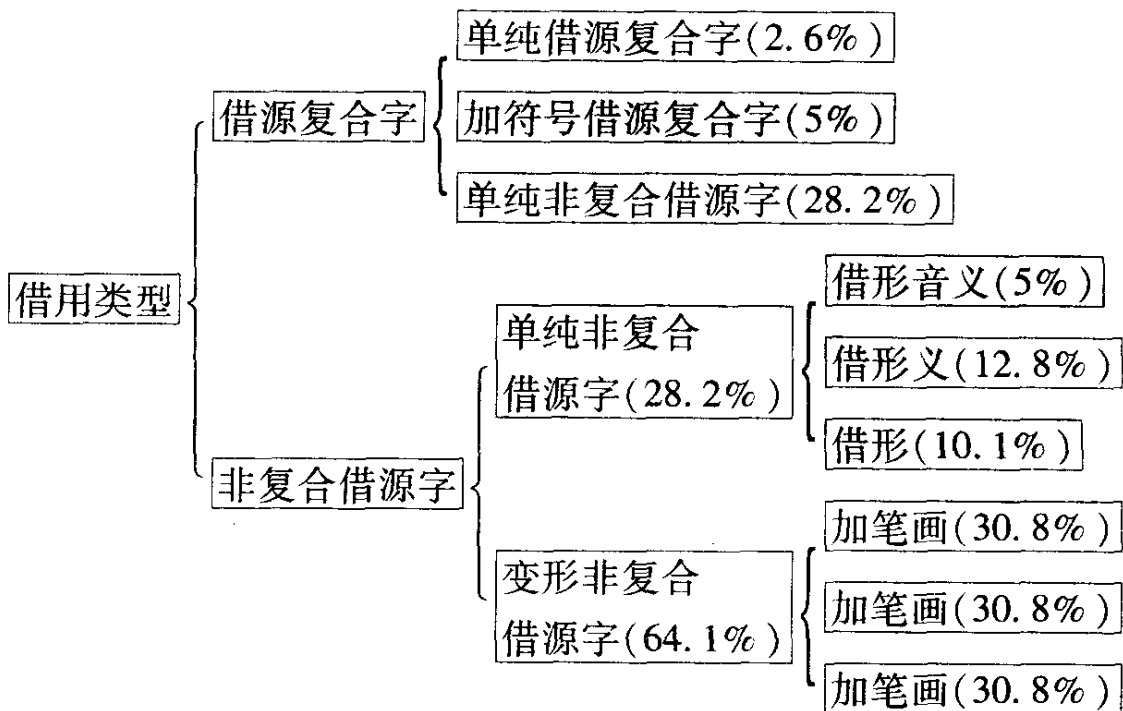 单纯借源复合字(2.6%)
借源复合字
加符号借源复合字(5%)
单纯非复合借源字(28.2%)
借用类型
借形音义(5%)
单纯非复合
借源字(28.2%)
借形义(12.8%)
借形(10.1%)
非复合借源字
加笔画(30.8%)
变形非复合
借源字(64.1%)
加笔画(30.8%)
加笔画(30.8%)